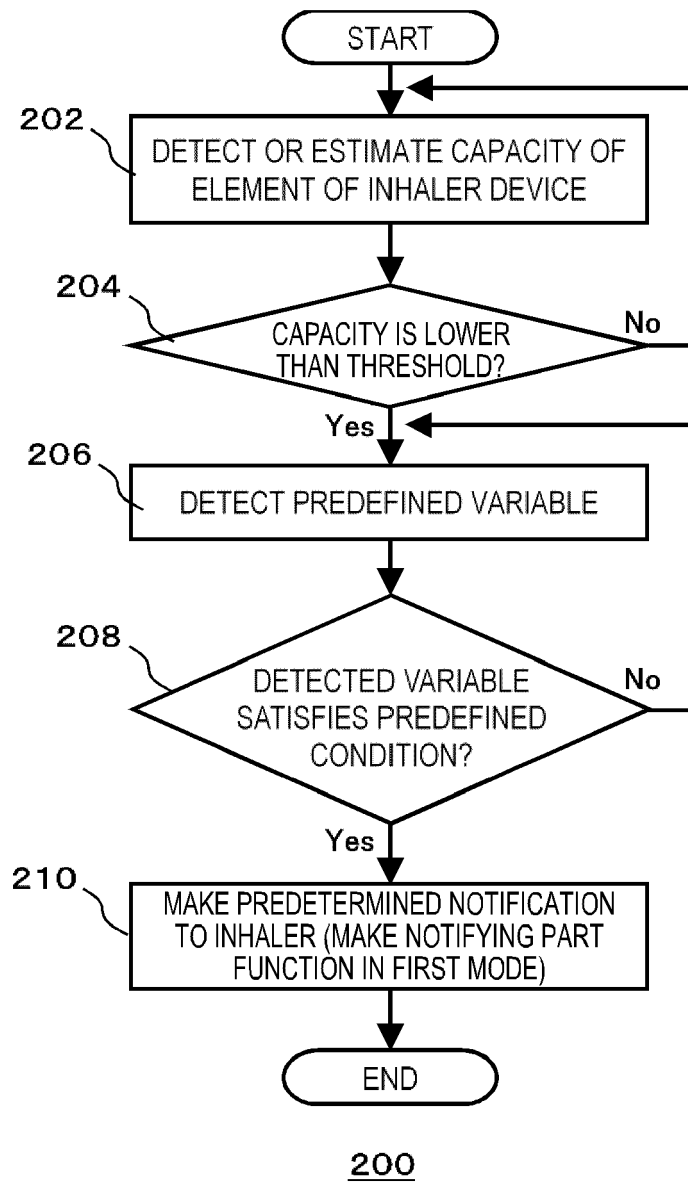 START
202
DETECT OR ESTIMATE CAPACITY OF
ELEMENT OF INHALER DEVICE
204
CAPACITY IS LOWER
THAN THRESHOLD?
No
Yes
206
DETECT PREDEFINED VARIABLE
208
DETECTED VARIABLE
SATISFIES PREDEFINED
CONDITION?
No
Yes
210
MAKE PREDETERMINED NOTIFICATION
TO INHALER (MAKE NOTIFYING PART
FUNCTION IN FIRST MODE)
END
200